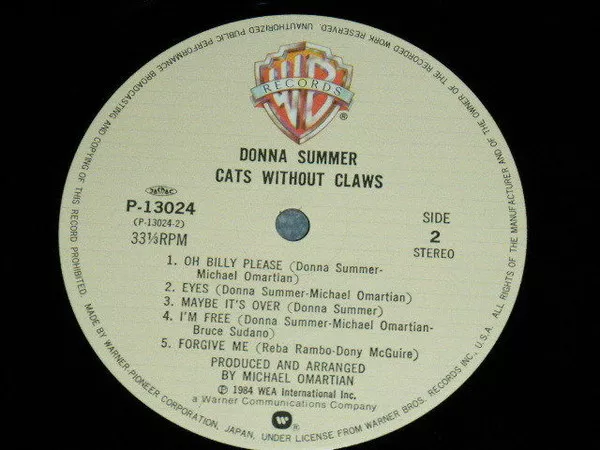 UNAUTHORIZED PUBLIC PERFORMANCE BROADCASTING AND COPYING OF THIS RECORD PROHIBITED.
ALL RIGHTS OF THE MANUFACTURER AND OF THE OWNER OF THE RECORDED WORK RESERVED.
WB
RECORDS
®
DONNA SUMMER
CATS WITHOUT CLAWS
P-13024
(P-13024-2)
33⅓RPM
SIDE
2
STEREO
1. OH BILLY PLEASE (Donna Summer-
Michael Omartian)
2. EYES (Donna Summer-Michael Omartian)
3. MAYBE IT'S OVER (Donna Summer)
4. I'M FREE (Donna Summer-Michael Omartian-
Bruce Sudano)
5. FORGIVE ME (Reba Rambo-Dony McGuire)
PRODUCED AND ARRANGED
BY MICHAEL OMARTIAN
Ⓟ 1984 WEA International Inc.
a Warner Communications Company
®
MADE BY WARNER-PIONEER CORPORATION, JAPAN, UNDER LICENSE FROM WARNER BROS. RECORDS INC., U.S.A.